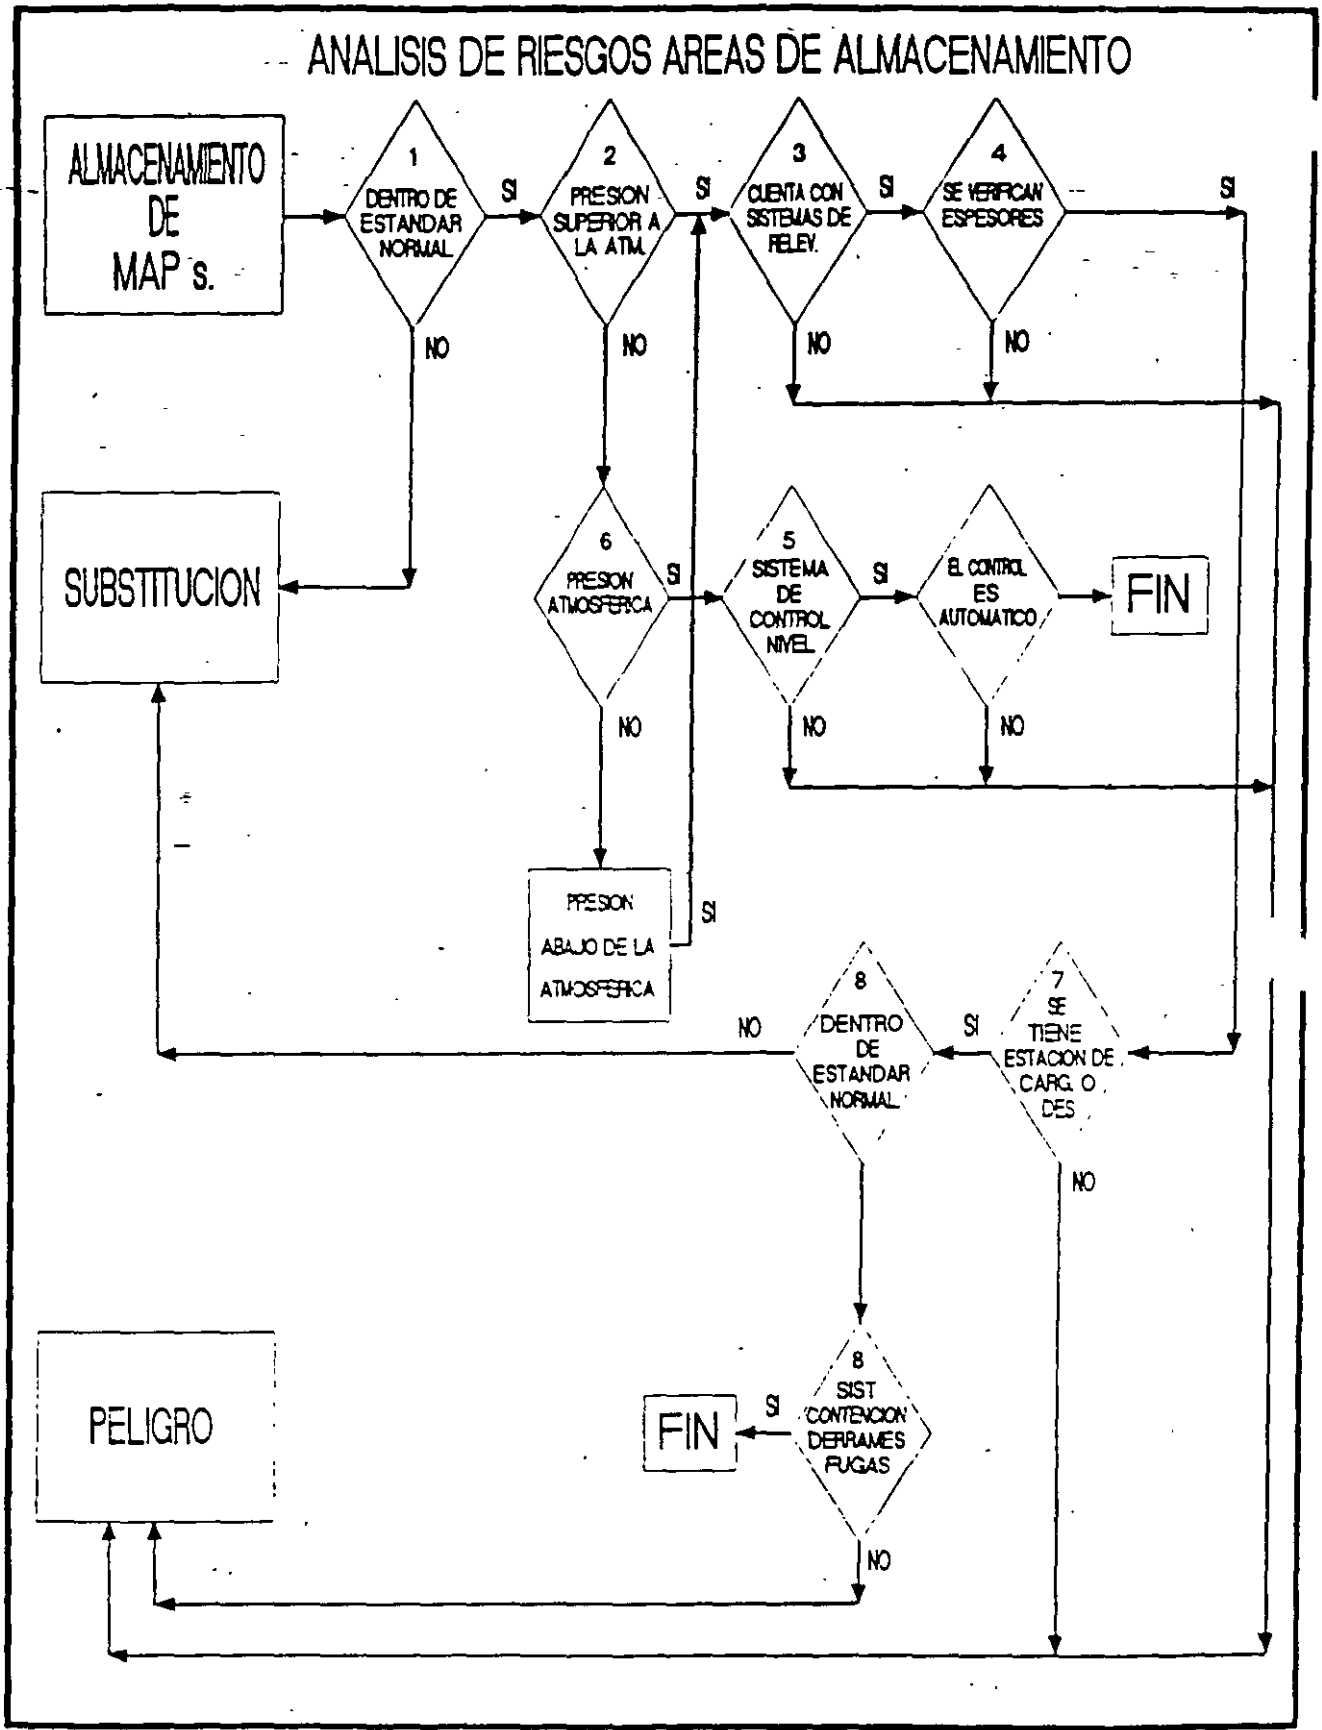 ANALISIS DE RIESGOS AREAS DE ALMACENAMIENTO
ALMACENAMIENTO
DE
MAP s.
1
DENTRO DE
ESTANDAR
NORMAL
SI
NO
2
PRESION
SUPERIOR A
LA ATM.
SI
NO
3
CUENTA CON
SISTEMAS DE
RELEV.
SI
NO
4
SE VERIFICAN
ESPESORES
SI
NO
SUBSTITUCION
6
PRESION
ATMOSFERICA
SI
NO
5
SISTEMA
DE
CONTROL
NIVEL
SI
NO
EL CONTROL
ES
AUTOMATICO
NO
FIN
PRESION
ABAJO DE LA
ATMOSFERICA
SI
NO
8
DENTRO
DE
ESTANDAR
NORMAL
SI
7
SE
TIENE
ESTACION DE
CARG. O
DES
NO
PELIGRO
FIN
SI
8
SIST
CONTENCION
DERRAMES
FUGAS
NO